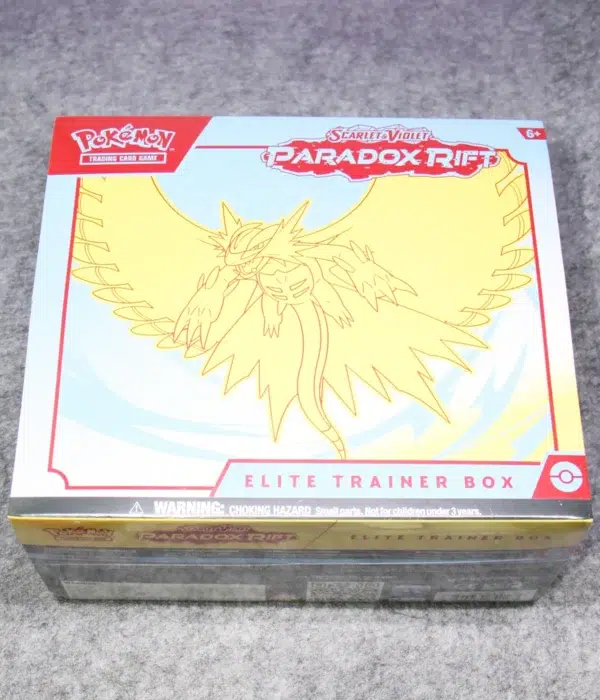 POKéMON
TRADING CARD GAME
SCARLET & VIOLET
PARADOX RIFT
6+
ELITE TRAINER BOX
WARNING: CHOKING HAZARD. Small parts. Not for children under 3 years.
POKéMON
PARADOX RIFT
ELITE TRAINER BOX